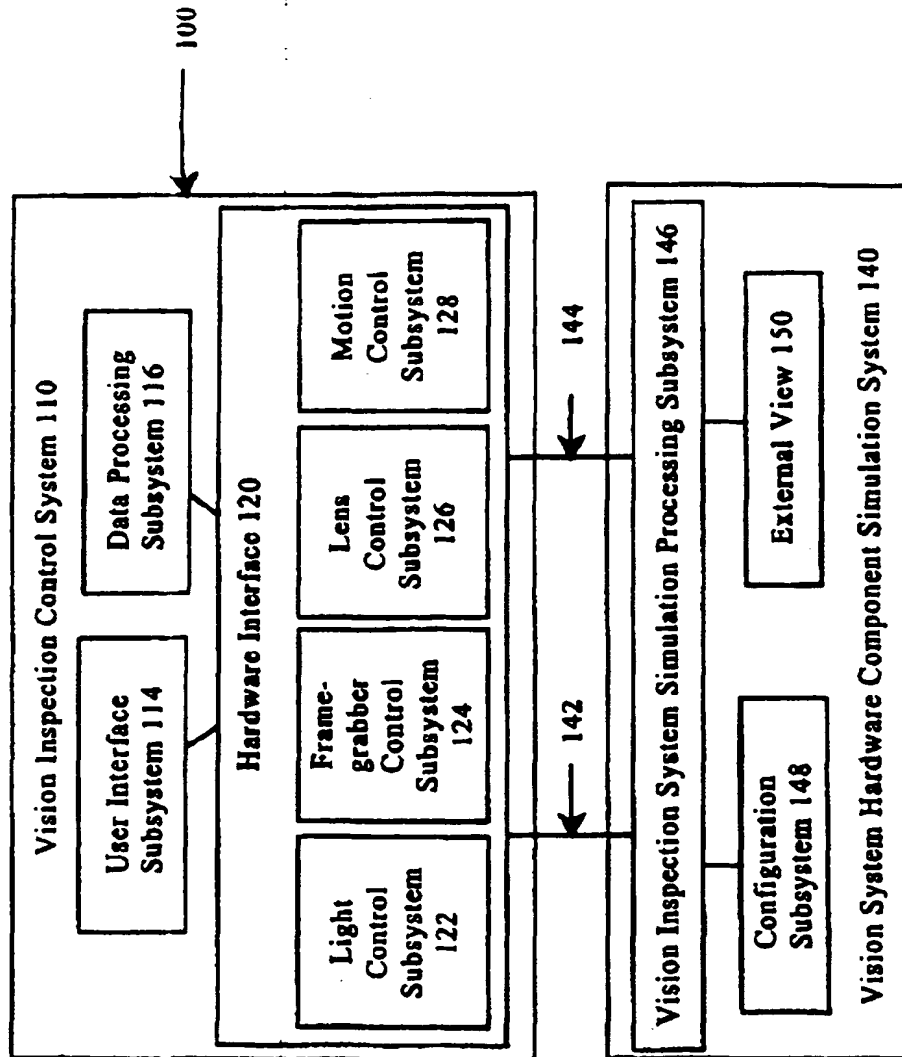 100
Vision Inspection Control System 110
User Interface
Subsystem 114
Data Processing
Subsystem 116
Hardware Interface 120
Light
Control
Subsystem
122
Frame-
grabber
Control
Subsystem
124
Lens
Control
Subsystem
126
Motion
Control
Subsystem
128
142
144
Vision Inspection System Simulation Processing Subsystem 146
Configuration
Subsystem 148
External View 150
Vision System Hardware Component Simulation System 140